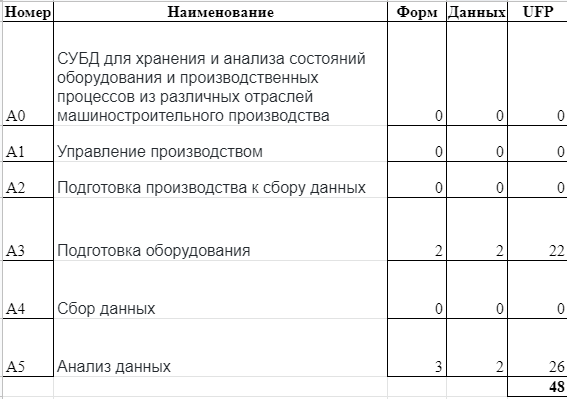 Номер Наименование Форм Данных UFP
СУБД для хранения и анализа состояний
оборудования и производственных
процессов из различных отраслей
A0 машиностроительного производства 0 0 0
A1 Управление производством 0 0 0
A2 Подготовка производства к сбору данных 0 0 0
A3 Подготовка оборудования 2 2 22
A4 Сбор данных 0 0 0
A5 Анализ данных 3 2 26
48